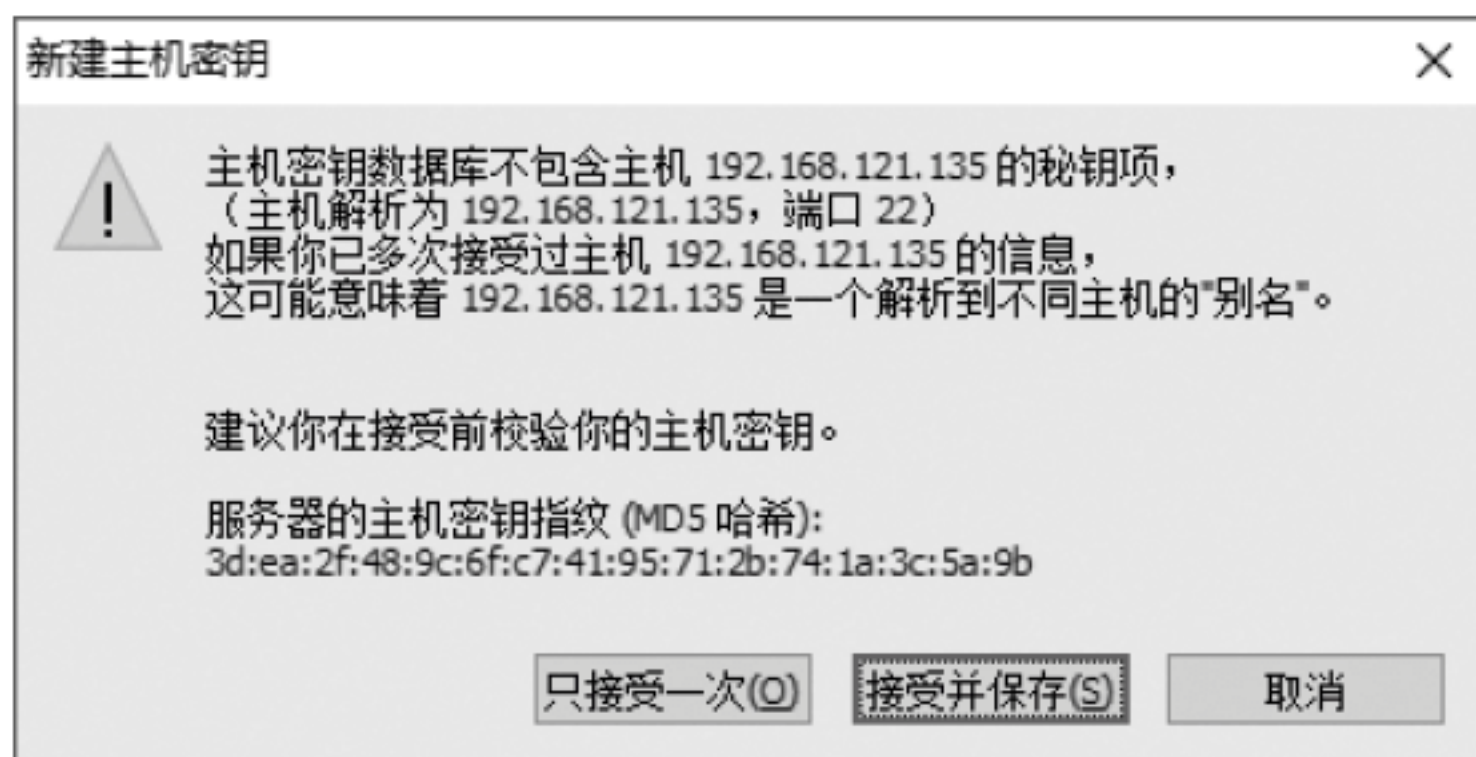 新建主机密钥
主机密钥数据库不包含主机 192.168.121.135 的秘钥项，
（主机解析为 192.168.121.135，端口 22）
如果你已多次接受过主机 192.168.121.135 的信息，
这可能意味着 192.168.121.135 是一个解析到不同主机的"别名"。
建议你在接受前校验你的主机密钥。
服务器的主机密钥指纹 (MD5 哈希):
3d:ea:2f:48:9c:6f:c7:41:95:71:2b:74:1a:3c:5a:9b
只接受一次(O) 接受并保存(S) 取消